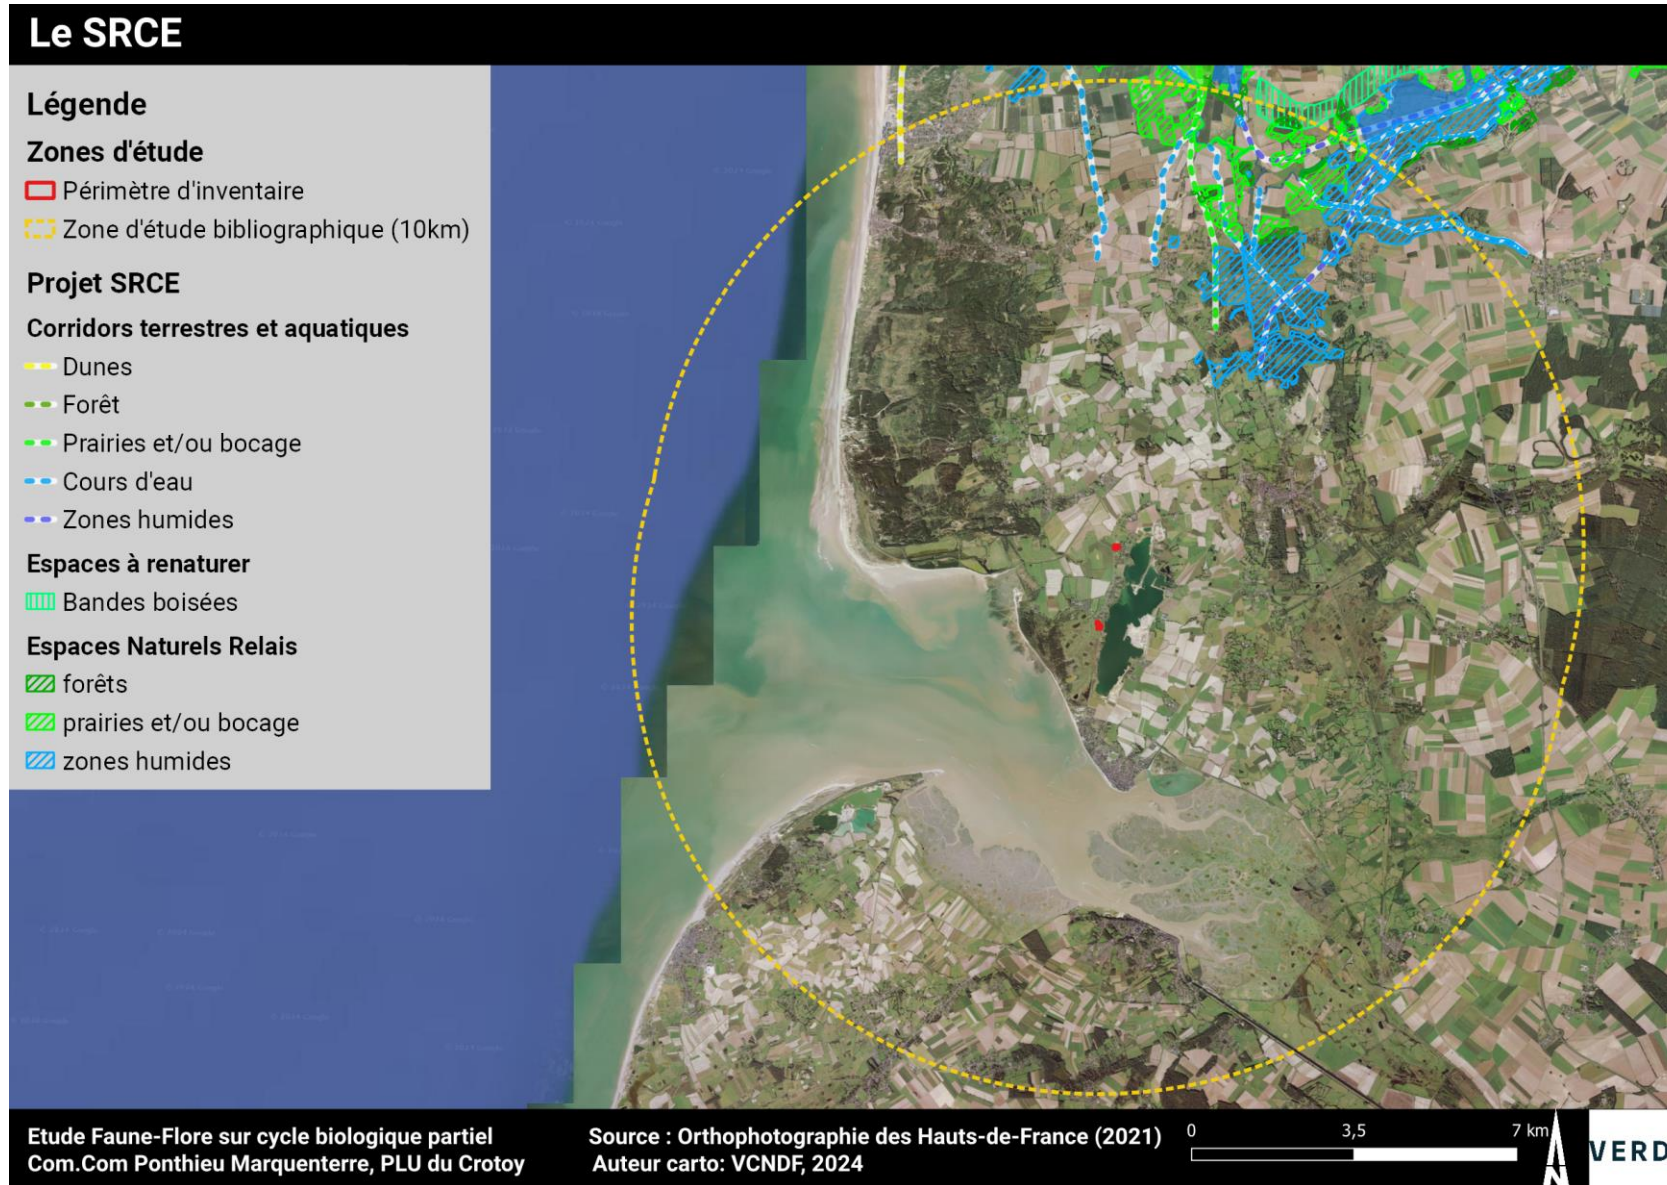 Le SRCE
Légende
Zones d'étude
Périmètre d'inventaire
Zone d'étude bibliographique (10km)
Projet SRCE
Corridors terrestres et aquatiques
Dunes
Forêt
Prairies et/ou bocage
Cours d'eau
Zones humides
Espaces à renaturer
Bandes boisées
Espaces Naturels Relais
forêts
prairies et/ou bocage
zones humides
Etude Faune-Flore sur cycle biologique partiel
Com.Com Ponthieu Marquenterre, PLU du Crotoy
Source : Orthophotographie des Hauts-de-France (2021)
Auteur carto: VCNDF, 2024
0 3,5 7 km
N
VERD